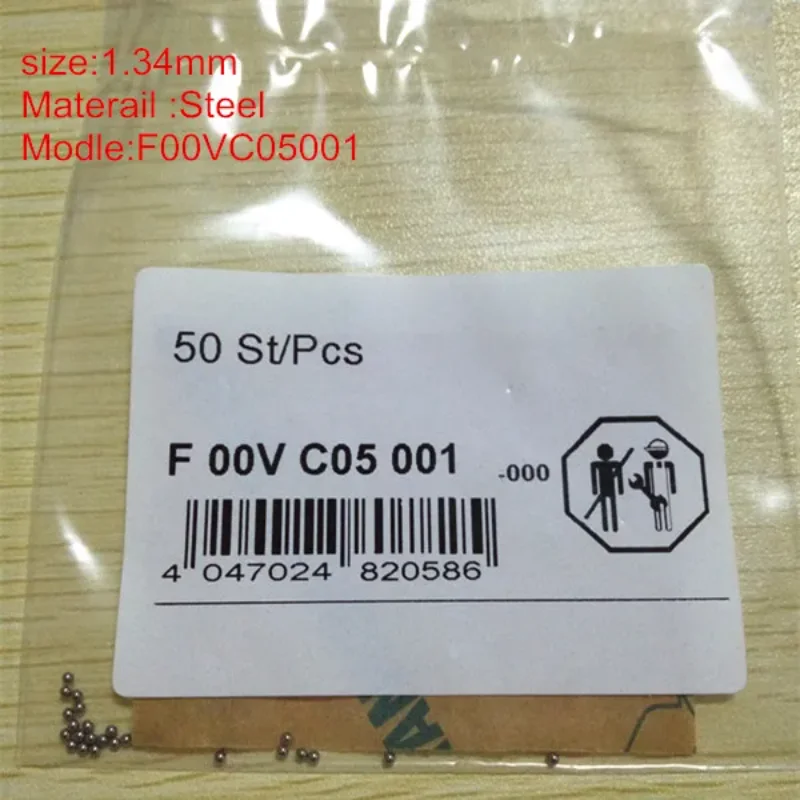 size:1.34mm
Materail :Steel
Modle:F00VC05001
50 St/Pcs
F 00V C05 001 -000
4 047024 820586